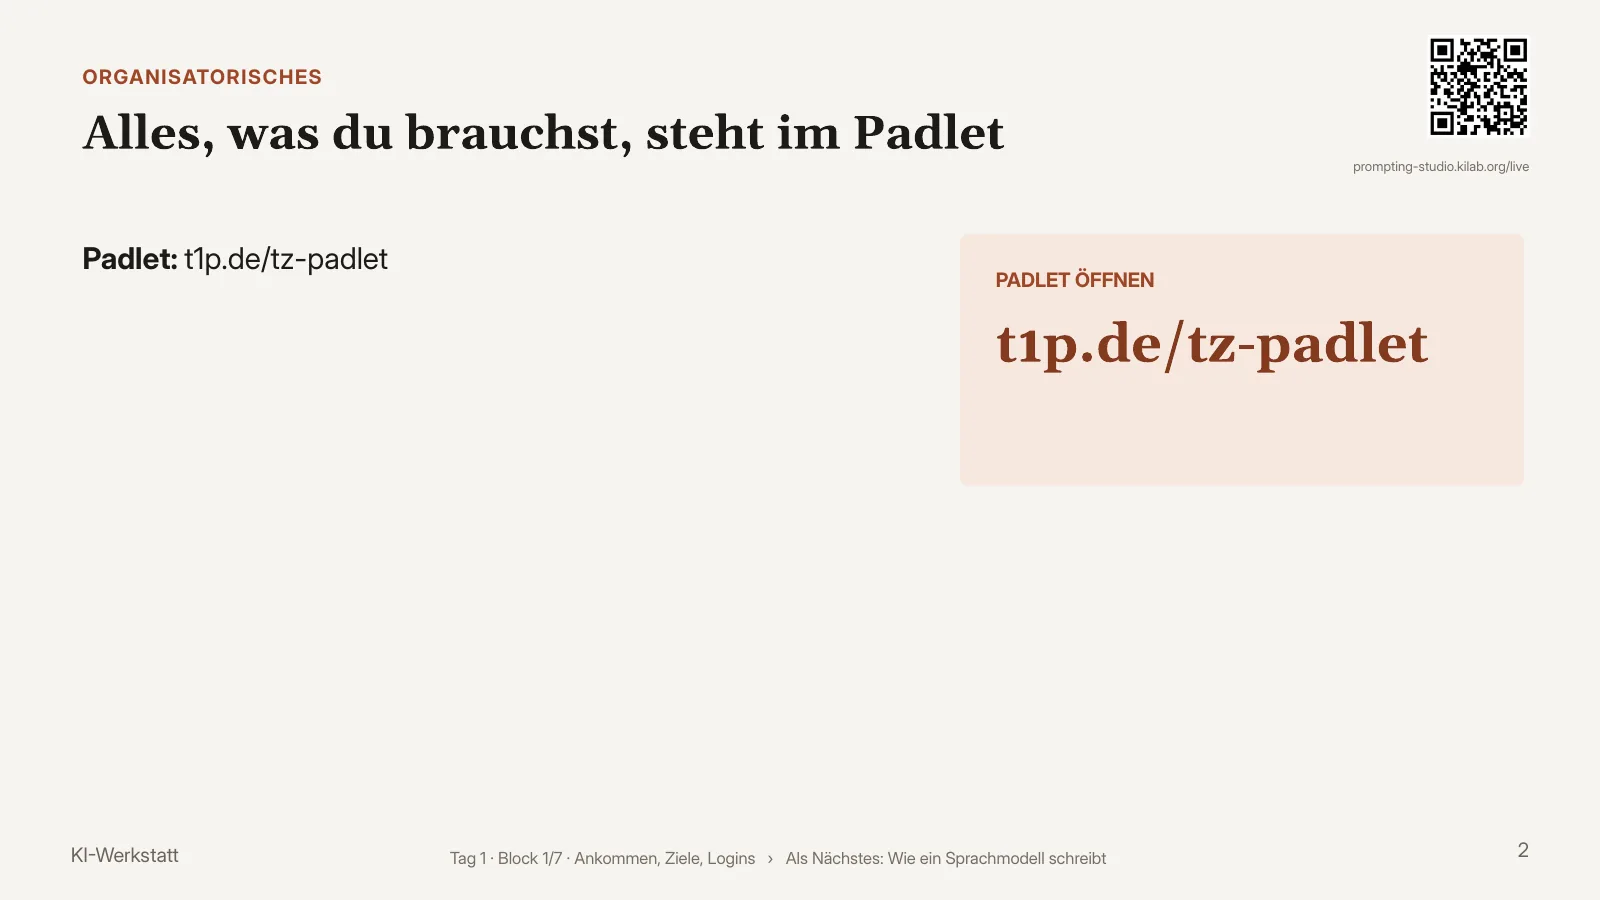 ORGANISATORISCHES
Alles, was du brauchst, steht im Padlet
prompting-studio.kilab.org/live
Padlet: t1p.de/tz-padlet
PADLET ÖFFNEN
t1p.de/tz-padlet
KI-Werkstatt
Tag 1 · Block 1/7 · Ankommen, Ziele, Logins › Als Nächstes: Wie ein Sprachmodell schreibt
2